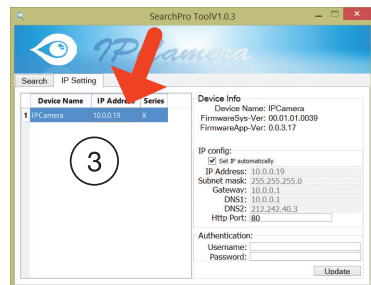 SearchPro ToolV1.0.3
IPCamera
Search IP Setting
Device Name IP Address Series
1 IPCamera 10.0.0.19 X
3
Device Info
Device Name: IPCamera
FirmwareSys-Ver: 00.01.01.0039
FirmwareApp-Ver: 0.0.3.17
IP config:
Set IP automatically
IP Address: 10.0.0.19
Subnet mask: 255.255.255.0
Gateway: 10.0.0.1
DNS1: 10.0.0.1
DNS2: 212.242.40.3
Http Port: 80
Authentication:
Username:
Password:
Update